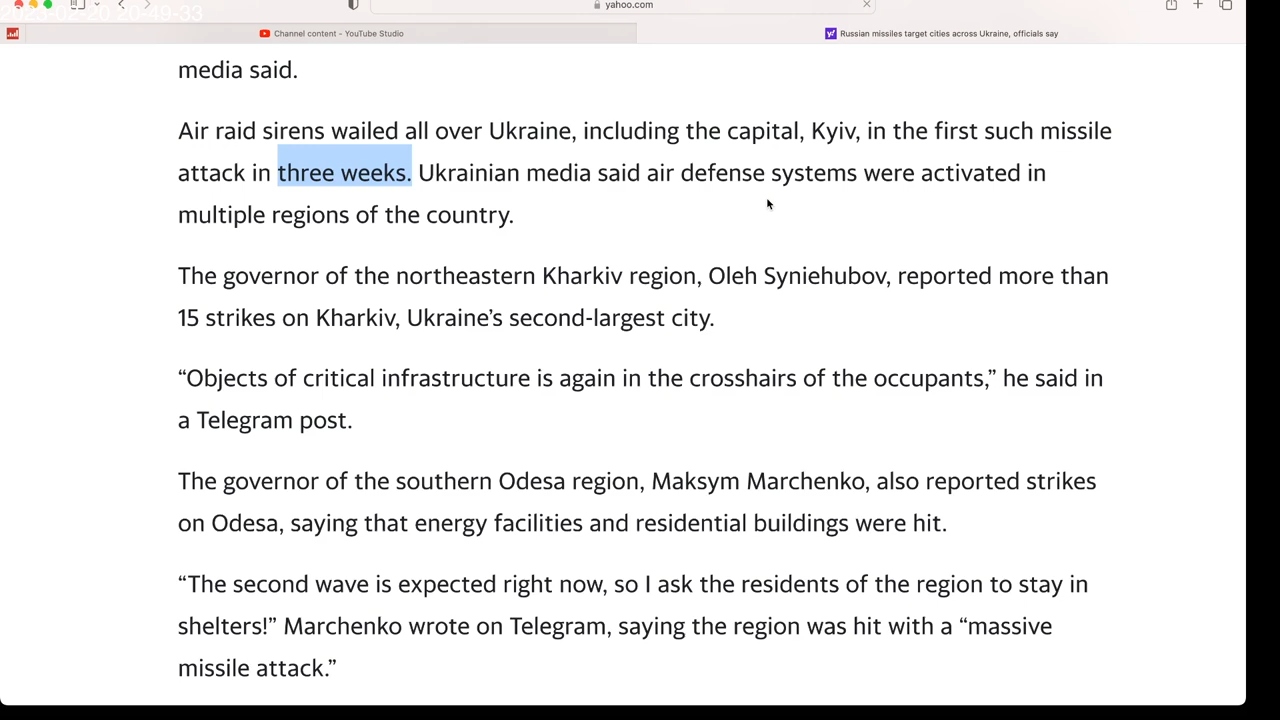 2023-02-20 20-49-33
yahoo.com
Channel content - YouTube Studio
Russian missiles target cities across Ukraine, officials say
media said.
Air raid sirens wailed all over Ukraine, including the capital, Kyiv, in the first such missile
attack in three weeks. Ukrainian media said air defense systems were activated in
multiple regions of the country.
The governor of the northeastern Kharkiv region, Oleh Syniehubov, reported more than
15 strikes on Kharkiv, Ukraine’s second-largest city.
“Objects of critical infrastructure is again in the crosshairs of the occupants,” he said in
a Telegram post.
The governor of the southern Odesa region, Maksym Marchenko, also reported strikes
on Odesa, saying that energy facilities and residential buildings were hit.
“The second wave is expected right now, so I ask the residents of the region to stay in
shelters!” Marchenko wrote on Telegram, saying the region was hit with a “massive
missile attack.”